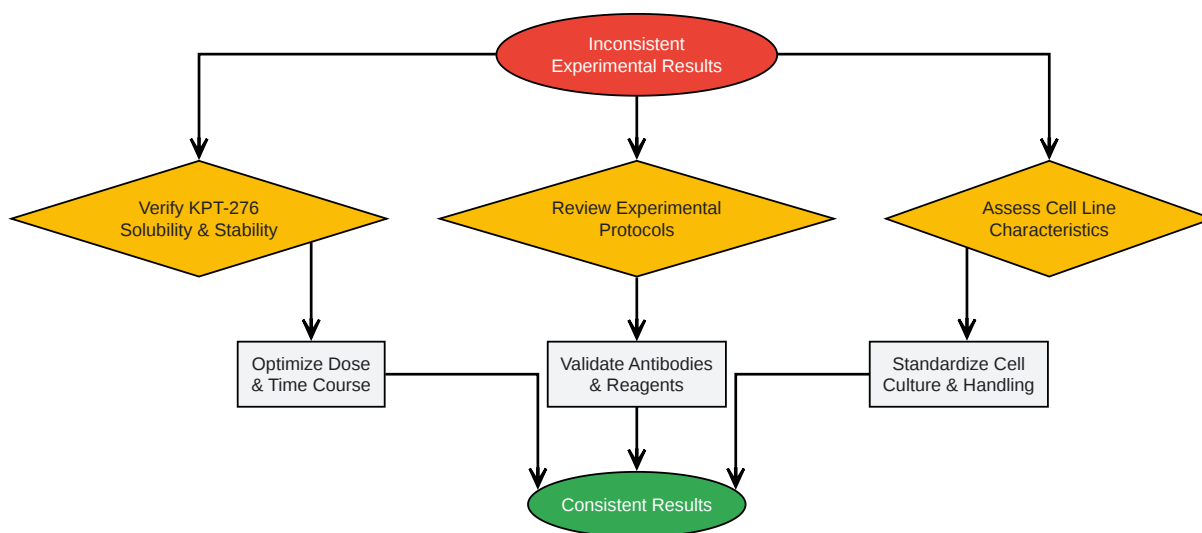 Inconsistent
Experimental Results
Verify KPT-276
Solubility & Stability
Review Experimental
Protocols
Assess Cell Line
Characteristics
Optimize Dose
& Time Course
Validate Antibodies
& Reagents
Standardize Cell
Culture & Handling
Consistent Results